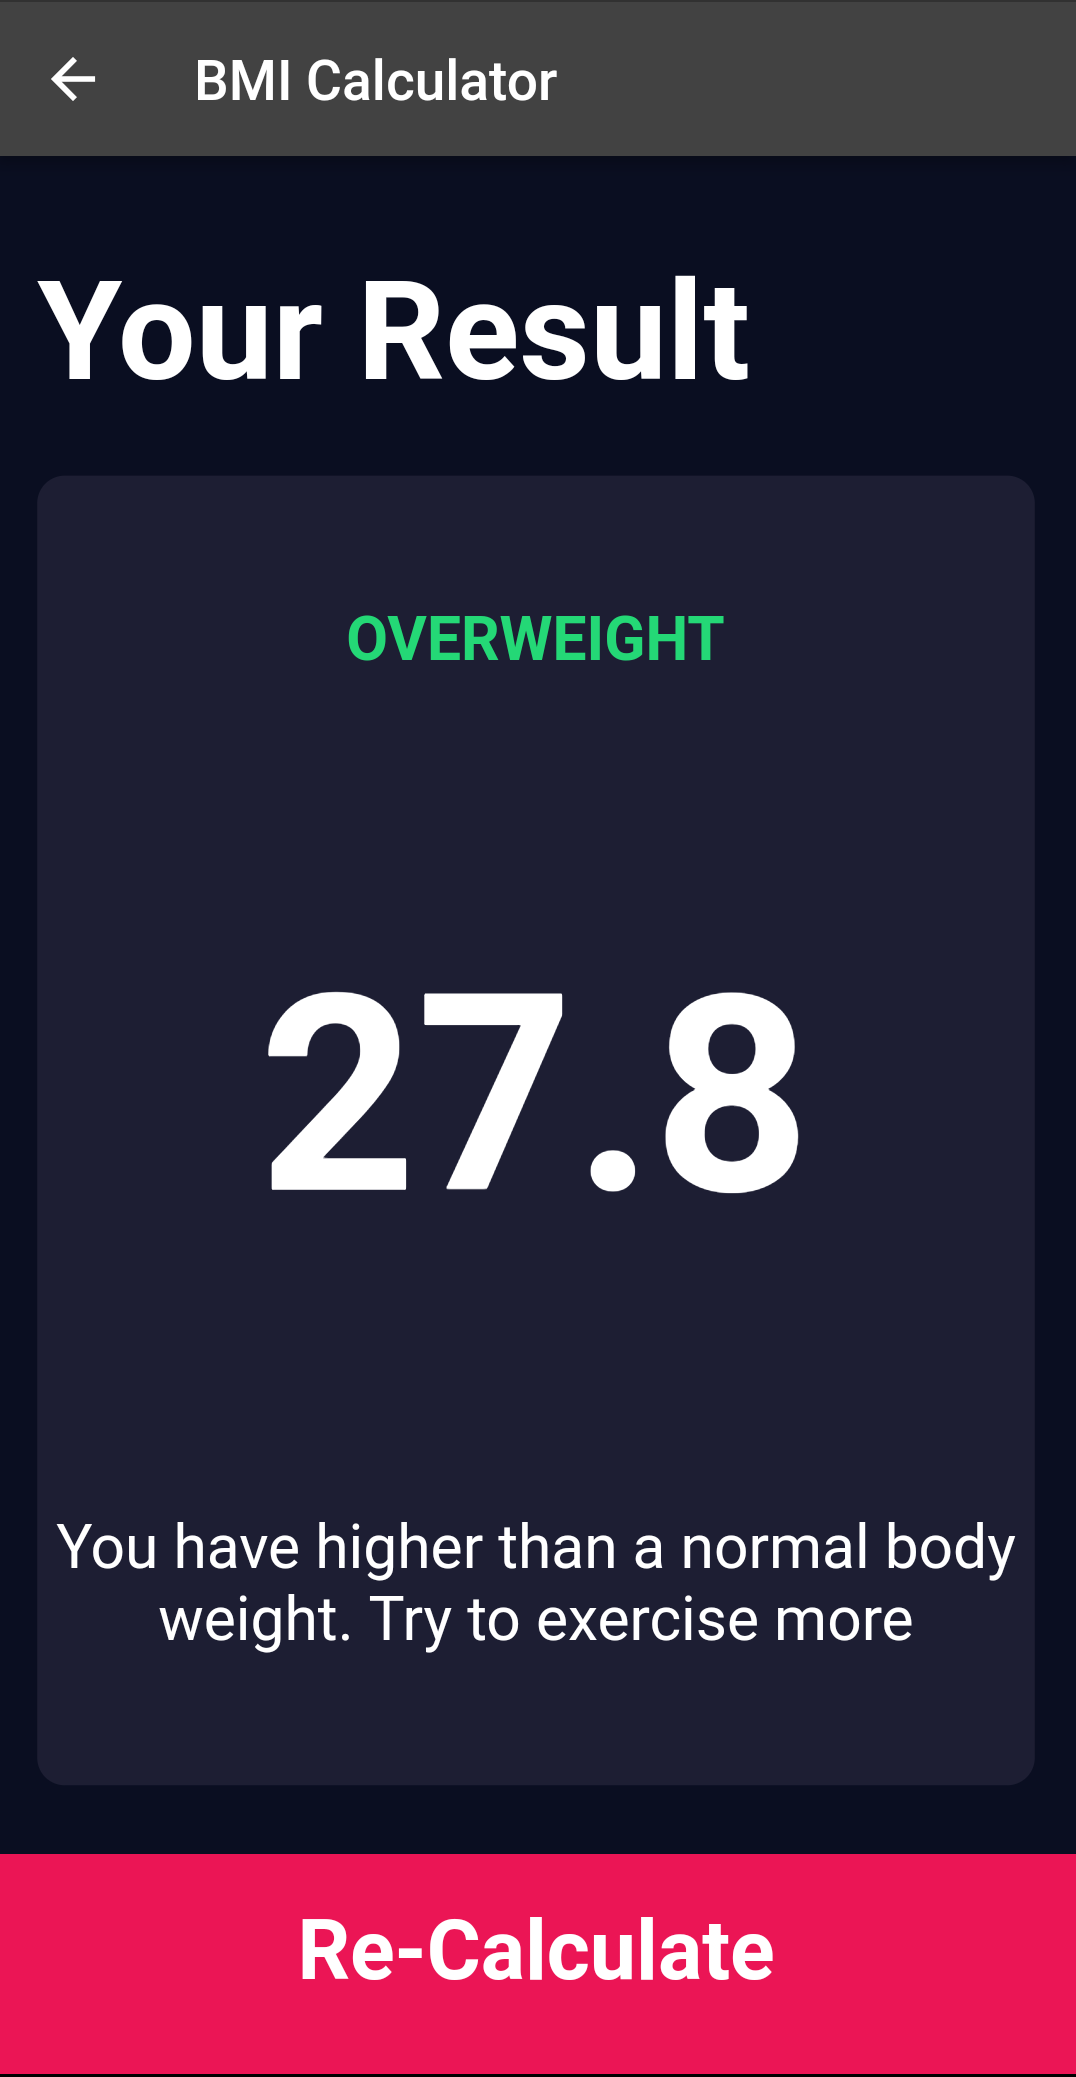 BMI Calculator
Your Result
OVERWEIGHT
27.8
You have higher than a normal body
weight. Try to exercise more
Re-Calculate